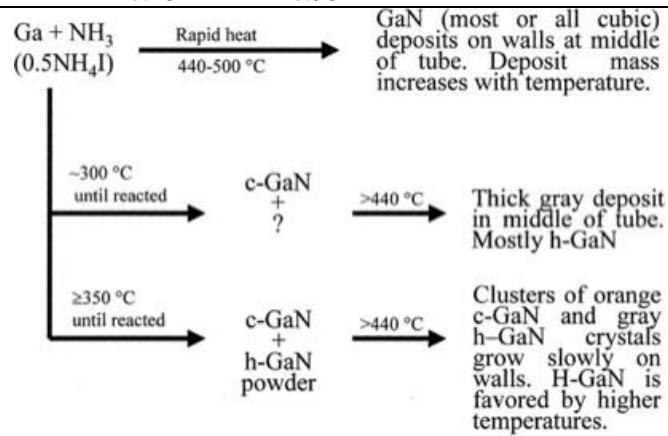 Ga + NH₃
(0.5NH₄I)
Rapid heat
440-500 °C
GaN (most or all cubic)
deposits on walls at middle
of tube. Deposit mass
increases with temperature.
~300 °C
until reacted
c-GaN
+
?
>440 °C
Thick gray deposit
in middle of tube.
Mostly h-GaN
≥350 °C
until reacted
c-GaN
+
h-GaN
powder
>440 °C
Clusters of orange
c-GaN and gray
h–GaN crystals
grow slowly on
walls. H-GaN is
favored by higher
temperatures.